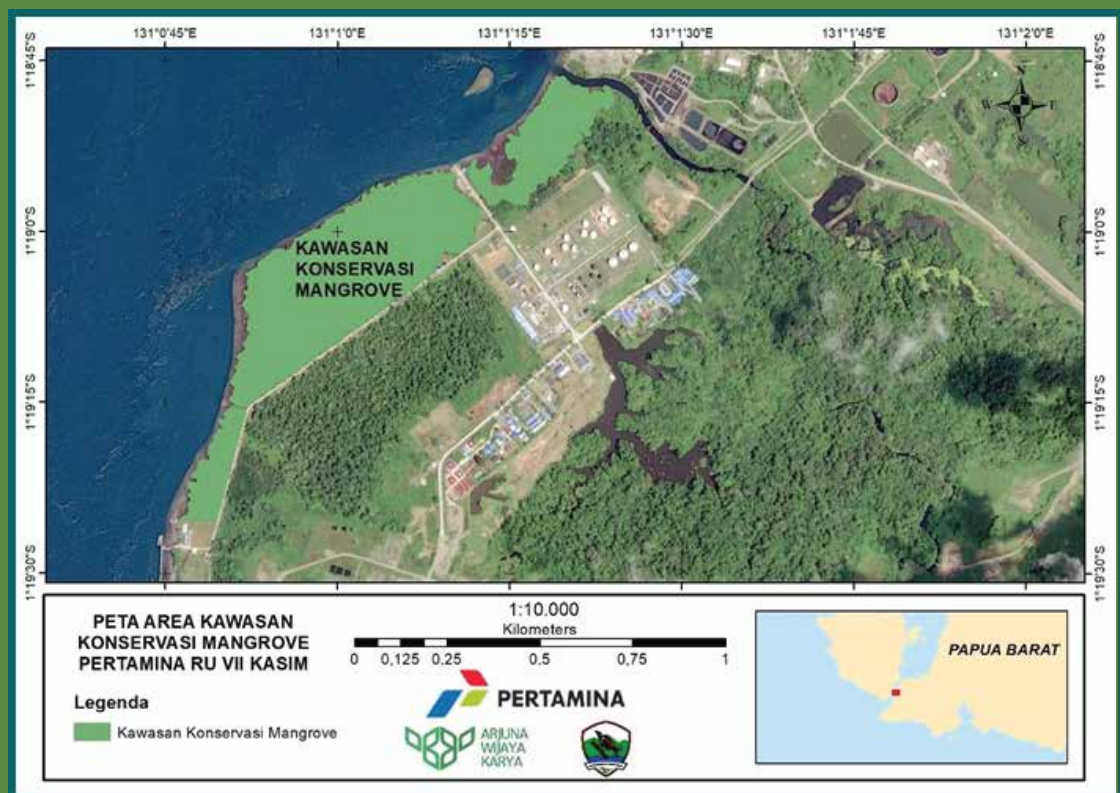 131°0'45"E 131°1'0"E 131°1'15"E 131°1'30"E 131°1'45"E 131°2'0"E
1°18'45"S 1°18'45"S
N
W E
S
1°19'0"S 1°19'0"S
KAWASAN
KONSERVASI
MANGROVE
1°19'15"S 1°19'15"S
1°19'30"S 1°19'30"S
PETA AREA KAWASAN
KONSERVASI MANGROVE
PERTAMINA RU VII KASIM
Legenda
Kawasan Konservasi Mangrove
1:10.000
Kilometers
0 0,125 0,25 0,5 0,75 1
PERTAMINA
ARJUNA
WIJAYA
KARYA
PAPUA BARAT